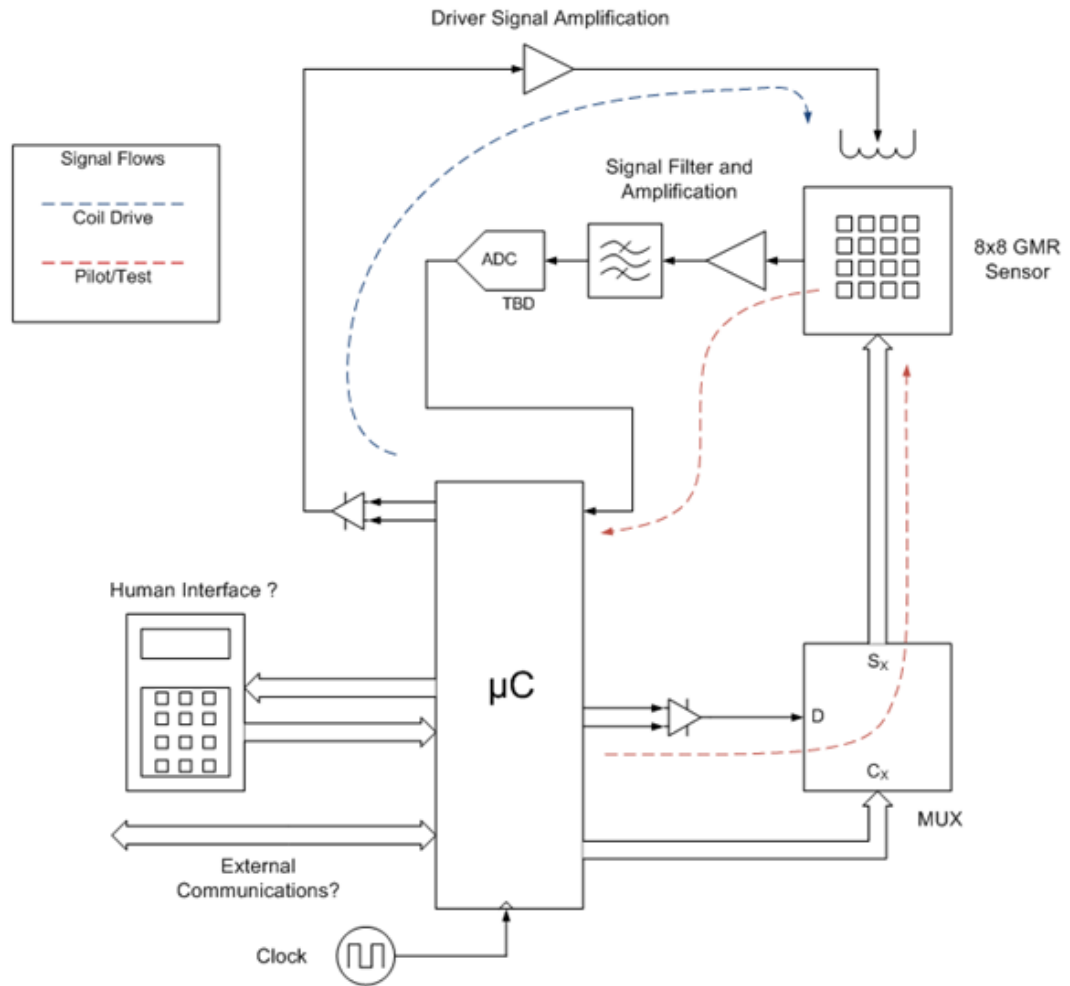 Driver Signal Amplification
Signal Flows
Coil Drive
Pilot/Test
Signal Filter and
Amplification
ADC
TBD
8x8 GMR
Sensor
Human Interface ?
µC
Sx
D
Cx
MUX
External
Communications?
Clock